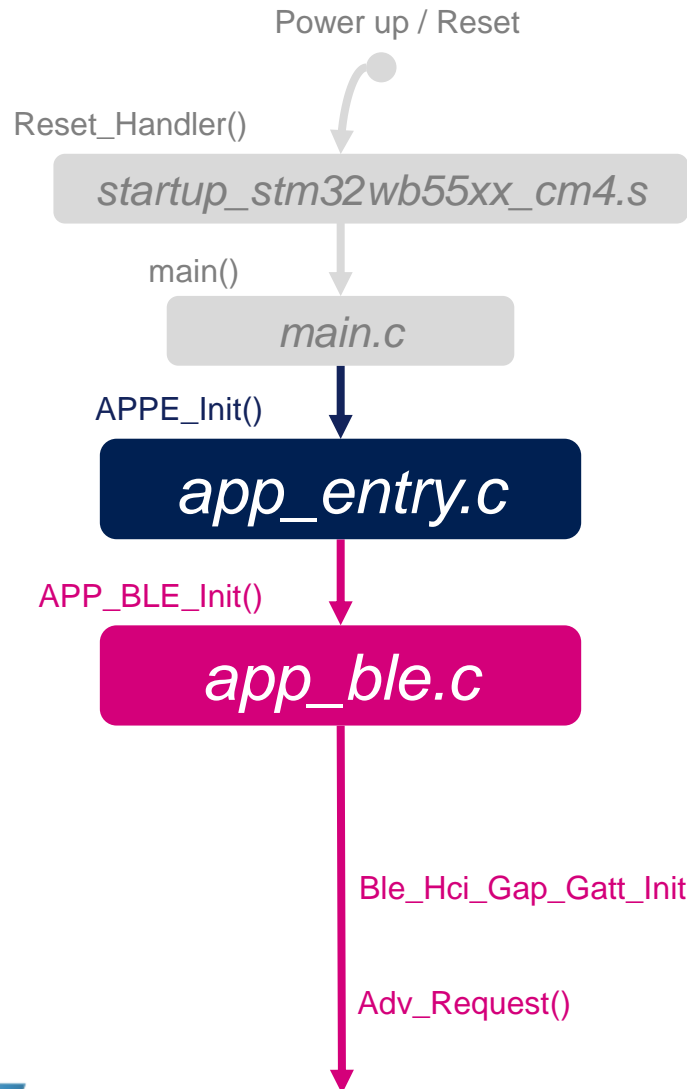 Power up / Reset
Reset_Handler()
startup_stm32wb55xx_cm4.s
main()
main.c
APPE_Init()
app_entry.c
APP_BLE_Init()
app_ble.c
Ble_Hci_Gap_Gatt_Init
Adv_Request()